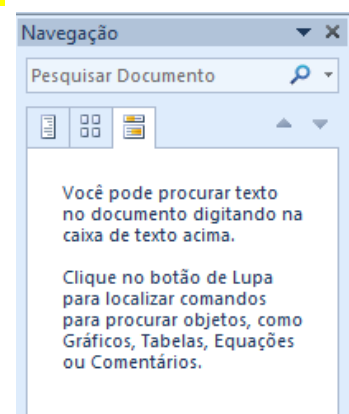 Navegação
Pesquisar Documento
Você pode procurar texto
no documento digitando na
caixa de texto acima.
Clique no botão de Lupa
para localizar comandos
para procurar objetos, como
Gráficos, Tabelas, Equações
ou Comentários.